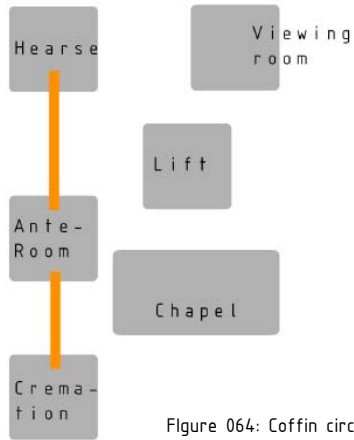 Hearse
Viewing
room
Lift
Ante-
Room
Chapel
Crema-
tion
FIgure 064: Coffin circ